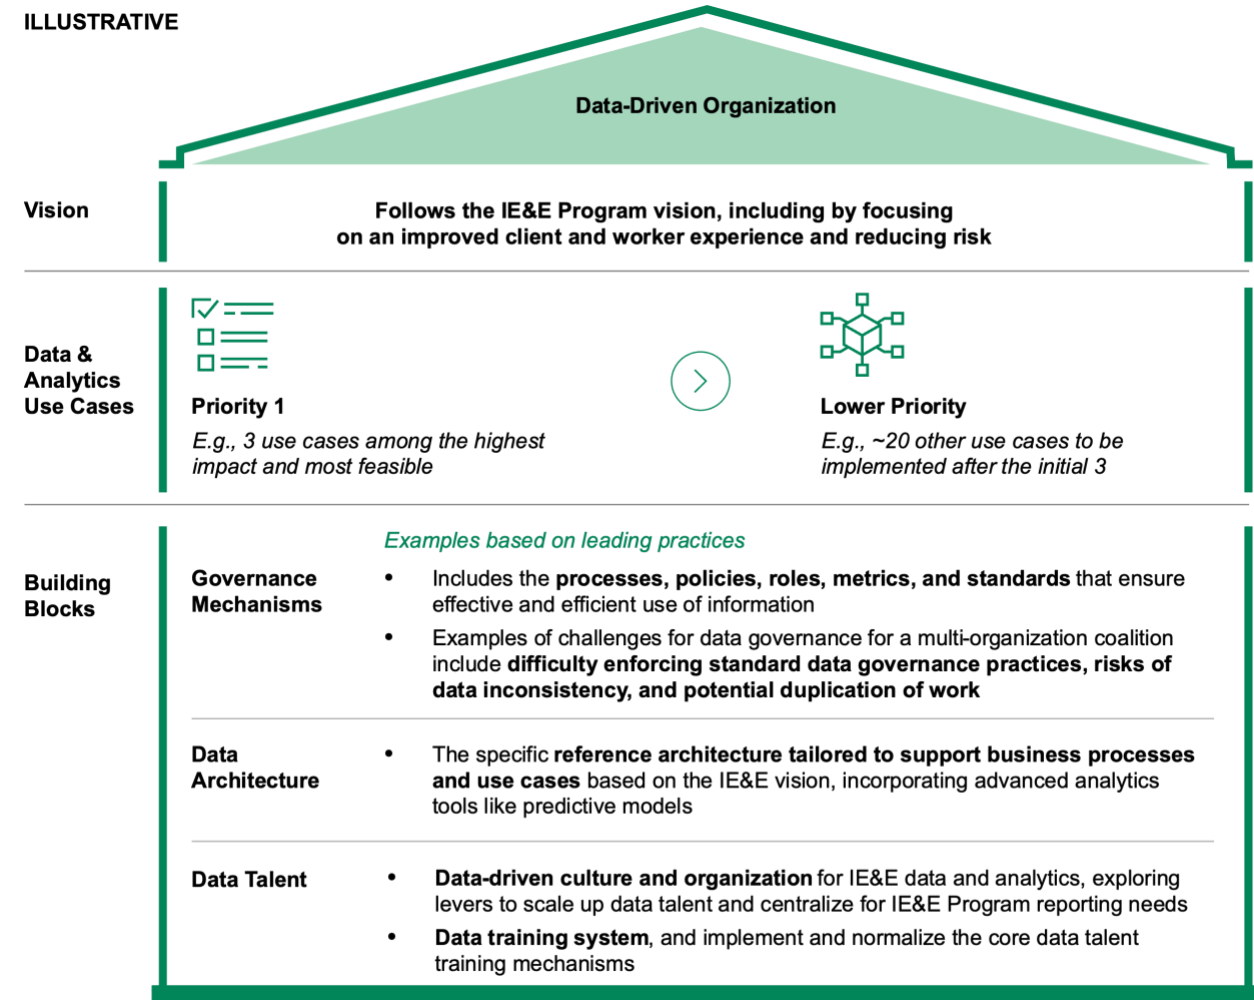 ILLUSTRATIVE
Data-Driven Organization
Vision
Follows the IE&E Program vision, including by focusing
on an improved client and worker experience and reducing risk
Data &
Analytics
Use Cases
Priority 1
E.g., 3 use cases among the highest
impact and most feasible
Lower Priority
E.g., ~20 other use cases to be
implemented after the initial 3
Building
Blocks
Examples based on leading practices
Governance
Mechanisms
• Includes the processes, policies, roles, metrics, and standards that ensure
effective and efficient use of information
• Examples of challenges for data governance for a multi-organization coalition
include difficulty enforcing standard data governance practices, risks of
data inconsistency, and potential duplication of work
Data
Architecture
• The specific reference architecture tailored to support business processes
and use cases based on the IE&E vision, incorporating advanced analytics
tools like predictive models
Data Talent
• Data-driven culture and organization for IE&E data and analytics, exploring
levers to scale up data talent and centralize for IE&E Program reporting needs
• Data training system, and implement and normalize the core data talent
training mechanisms